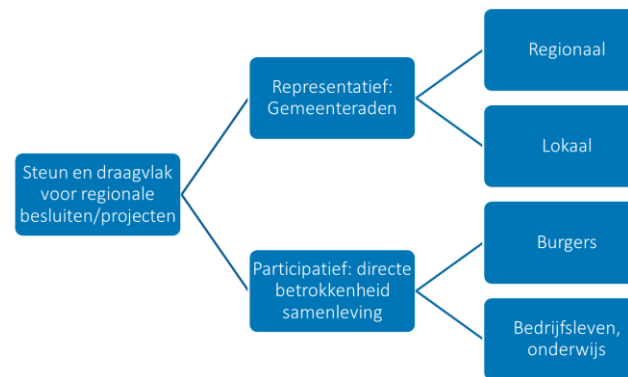 Steun en draagvlak
voor regionale
besluiten/projecten
Representatief:
Gemeenteraden
Regionaal
Lokaal
Participatief: directe
betrokkenheid
samenleving
Burgers
Bedrijfsleven,
onderwijs